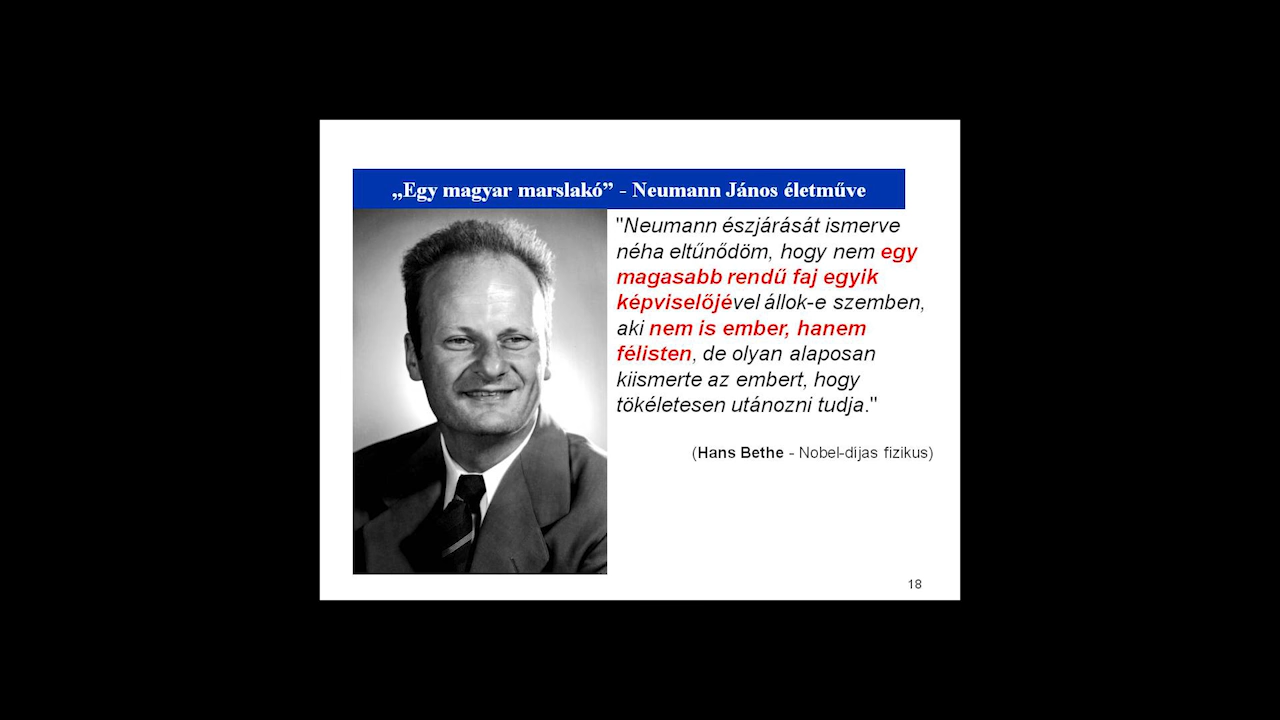 „Egy magyar marslakó” - Neumann János életműve
"Neumann észjárását ismerve
néha eltűnődöm, hogy nem egy
magasabb rendű faj egyik
képviselőjével állok-e szemben,
aki nem is ember, hanem
félisten, de olyan alaposan
kiismerte az embert, hogy
tökéletesen utánozni tudja."
(Hans Bethe - Nobel-díjas fizikus)
18